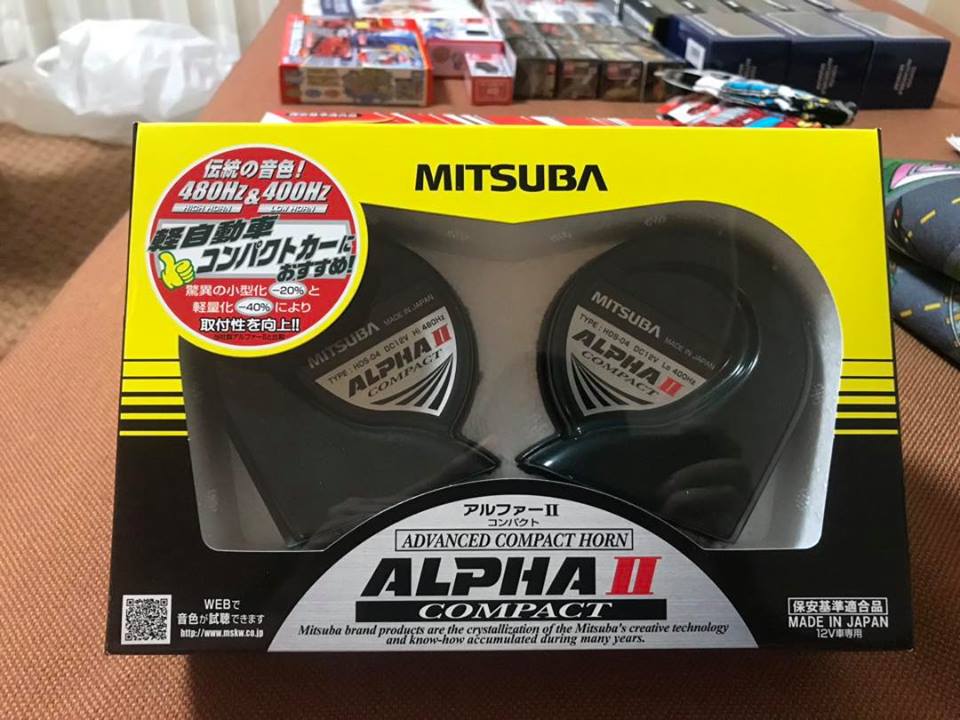 MITSUBA
伝統の音色!
480Hz & 400Hz
軽自動車
コンパクトカーに
おすすめ!
驚異の小型化 -20% と
軽量化 -40% により
取付性を向上!!
MITSUBA MADE IN JAPAN
TYPE : HOS-04 DC12V Hi 480Hz
ALPHA II
COMPACT
MITSUBA MADE IN JAPAN
TYPE : HOS-04 DC12V Lo 400Hz
ALPHA II
COMPACT
アルファーII
コンパクト
ADVANCED COMPACT HORN
ALPHA II
COMPACT
Mitsuba brand products are the crystallization of the Mitsuba's creative technology
and know-how accumulated during many years.
WEBで
音色が試聴できます
http://www.mskw.co.jp
保安基準適合品
MADE IN JAPAN
12V車専用